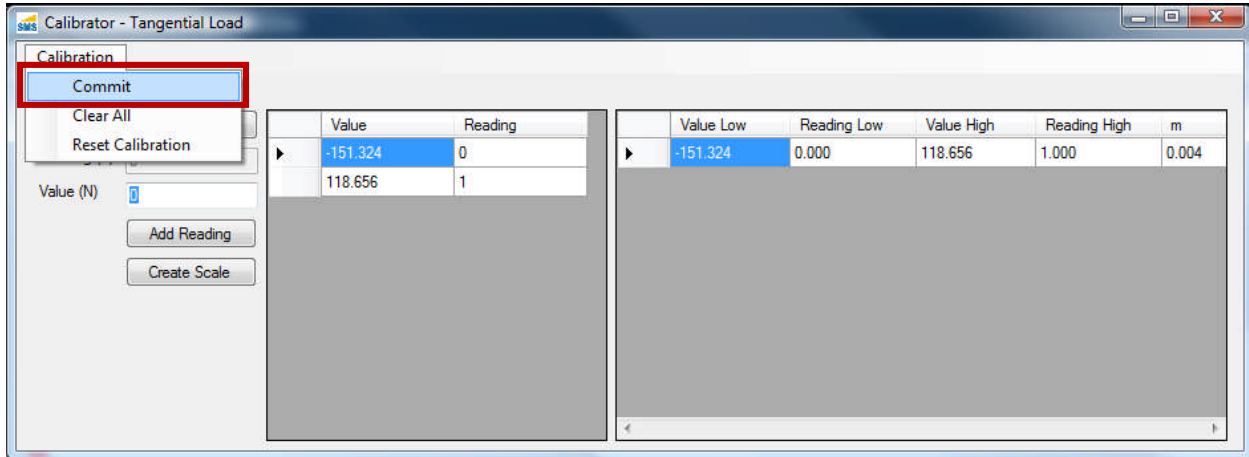 SMS Calibrator - Tangential Load
Calibration
Commit
Clear All
Reset Calibration
Value (N) 0
Add Reading
Create Scale
Value Reading
-151.324 0
118.656 1
Value Low Reading Low Value High Reading High m
-151.324 0.000 118.656 1.000 0.004